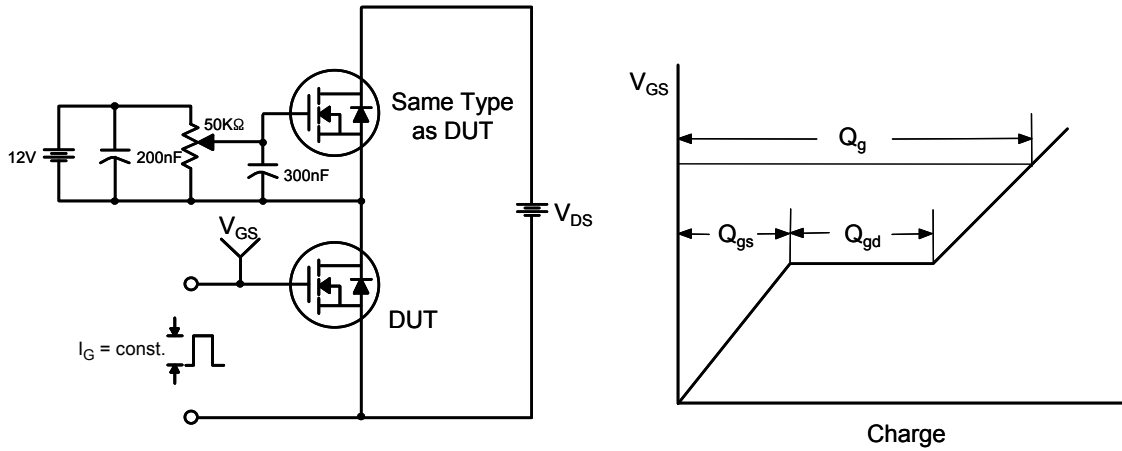 12V
200nF
50KΩ
300nF
Same Type
as DUT
V_DS
V_GS
DUT
I_G = const.
V_GS
Q_g
Q_gs
Q_gd
Charge